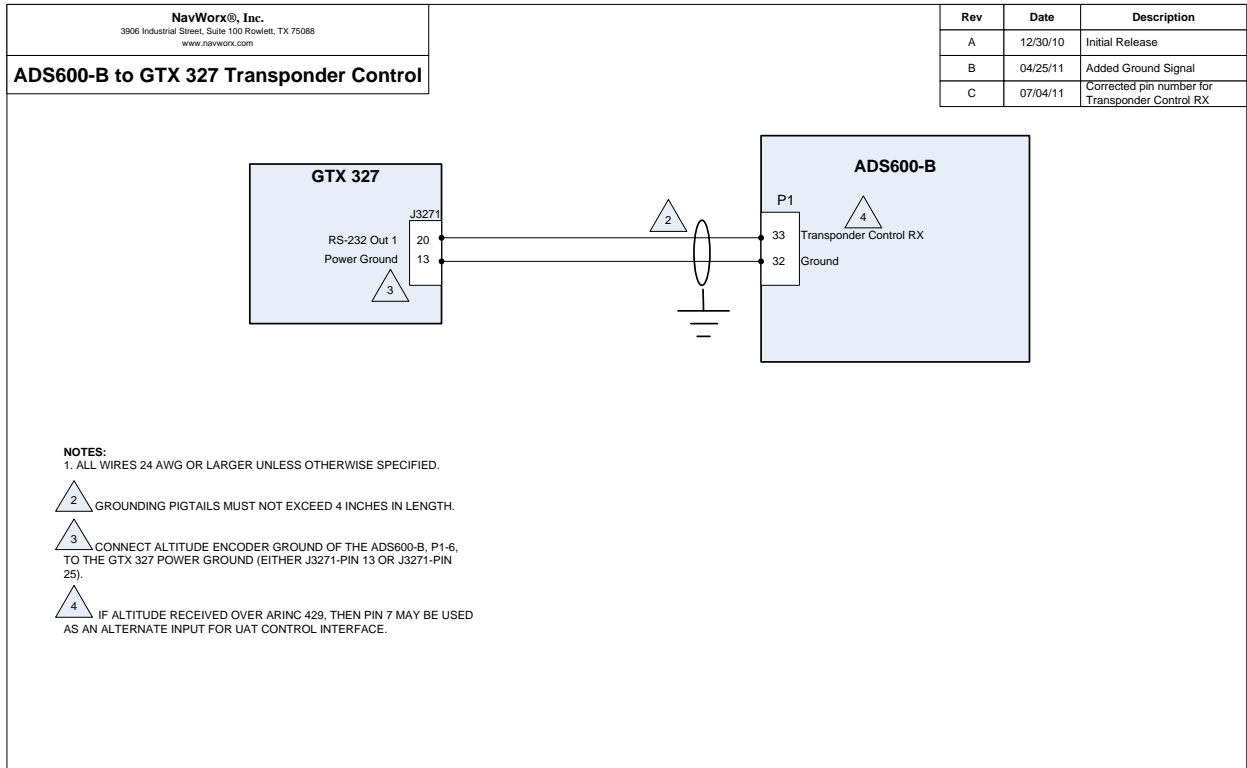 NavWorx®, Inc.
3906 Industrial Street, Suite 100 Rowlett, TX 75088
www.navworx.com
ADS600-B to GTX 327 Transponder Control
Rev Date Description
A 12/30/10 Initial Release
B 04/25/11 Added Ground Signal
C 07/04/11 Corrected pin number for
Transponder Control RX
GTX 327
J3271
RS-232 Out 1 20
Power Ground 13
3
2
ADS600-B
P1
4
33 Transponder Control RX
32 Ground
NOTES:
1. ALL WIRES 24 AWG OR LARGER UNLESS OTHERWISE SPECIFIED.
2 GROUNDING PIGTAILS MUST NOT EXCEED 4 INCHES IN LENGTH.
3 CONNECT ALTITUDE ENCODER GROUND OF THE ADS600-B, P1-6,
TO THE GTX 327 POWER GROUND (EITHER J3271-PIN 13 OR J3271-PIN
25).
4 IF ALTITUDE RECEIVED OVER ARINC 429, THEN PIN 7 MAY BE USED
AS AN ALTERNATE INPUT FOR UAT CONTROL INTERFACE.